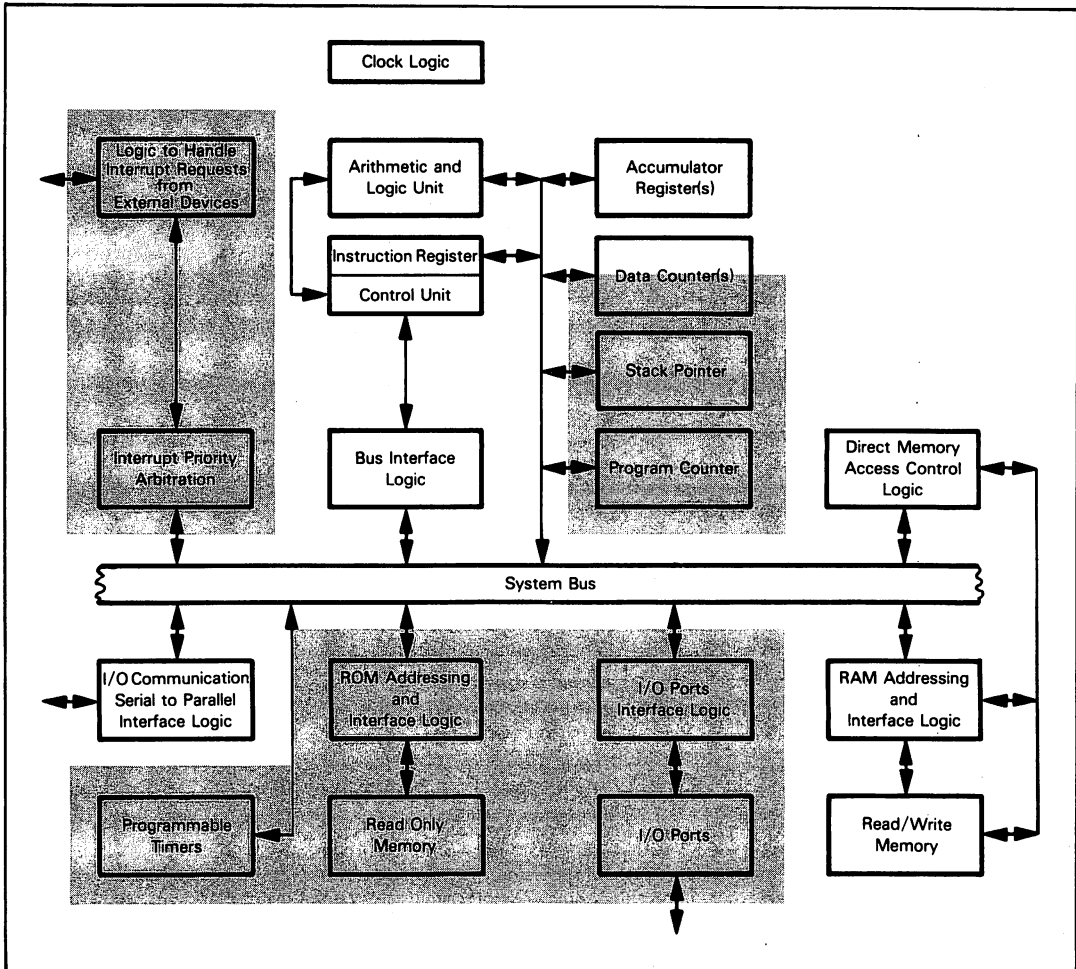 Clock Logic
Logic to Handle
Interrupt Requests
from
External Devices
Arithmetic and
Logic Unit
Accumulator
Register(s)
Instruction Register
Control Unit
Data Counter(s)
Stack Pointer
Interrupt Priority
Arbitration
Bus Interface
Logic
Program Counter
Direct Memory
Access Control
Logic
System Bus
I/O Communication
Serial to Parallel
Interface Logic
ROM Addressing
and
Interface Logic
I/O Ports
Interface Logic
RAM Addressing
and
Interface Logic
Programmable
Timers
Read Only
Memory
I/O Ports
Read/Write
Memory